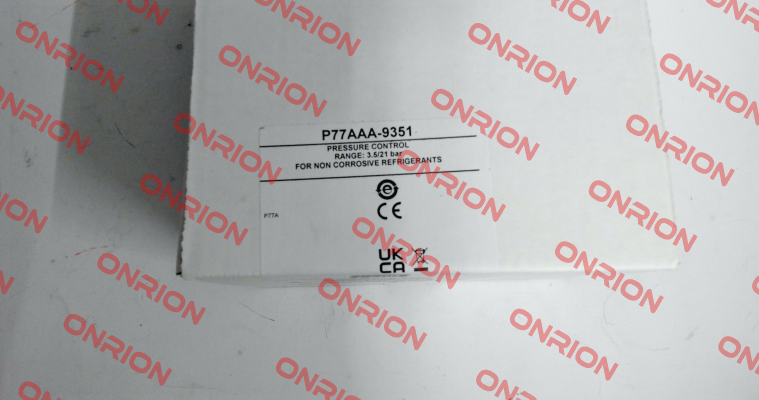 P77AAA-9351
PRESSURE CONTROL
RANGE: 3.5/21 bar
FOR NON CORROSIVE REFRIGERANTS
e
P77A
CE
UK
CA
ONRION